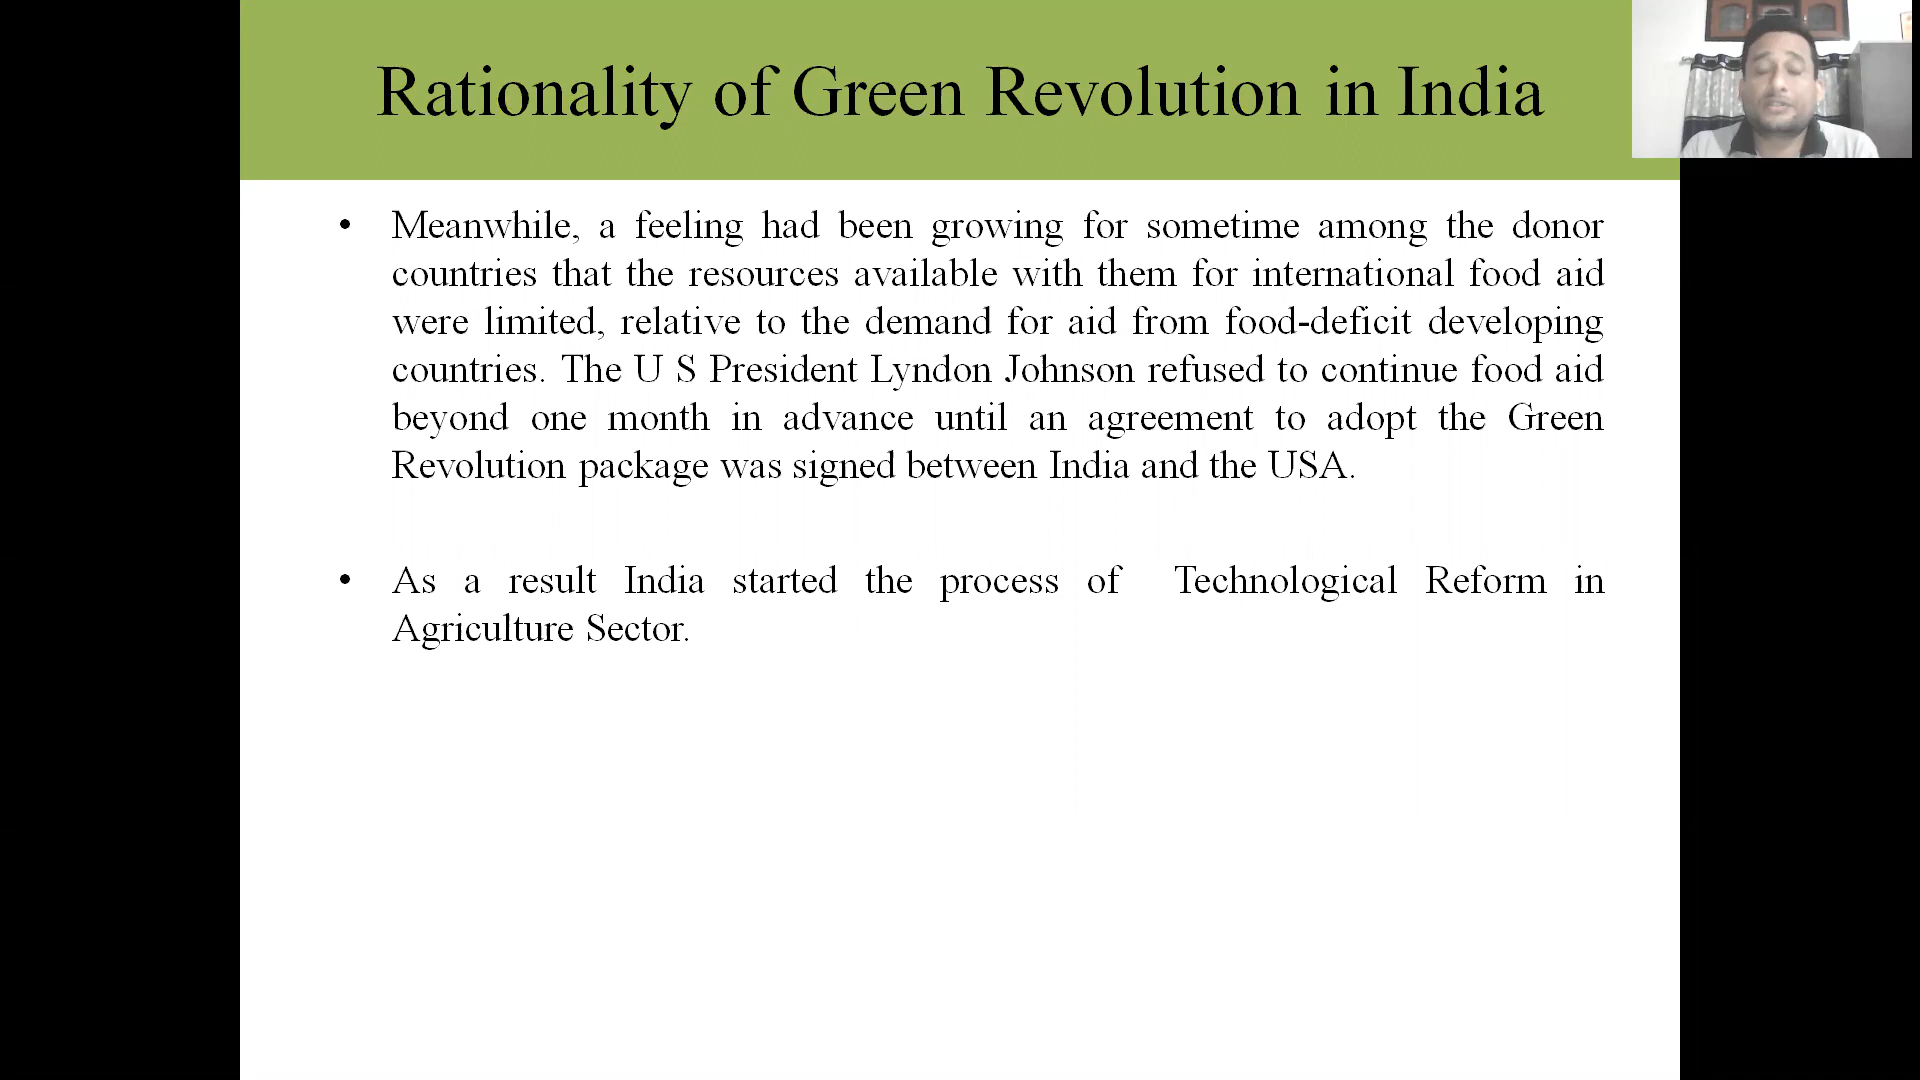 Rationality of Green Revolution in India
• Meanwhile, a feeling had been growing for sometime among the donor
countries that the resources available with them for international food aid
were limited, relative to the demand for aid from food-deficit developing
countries. The U S President Lyndon Johnson refused to continue food aid
beyond one month in advance until an agreement to adopt the Green
Revolution package was signed between India and the USA.
• As a result India started the process of Technological Reform in
Agriculture Sector.